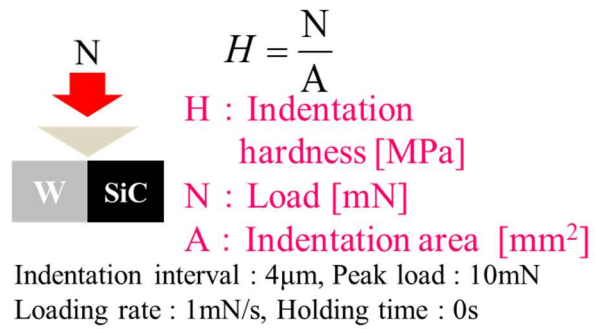 N
H = N/A
H : Indentation
hardness [MPa]
W SiC
N : Load [mN]
A : Indentation area [mm²]
Indentation interval : 4μm, Peak load : 10mN
Loading rate : 1mN/s, Holding time : 0s